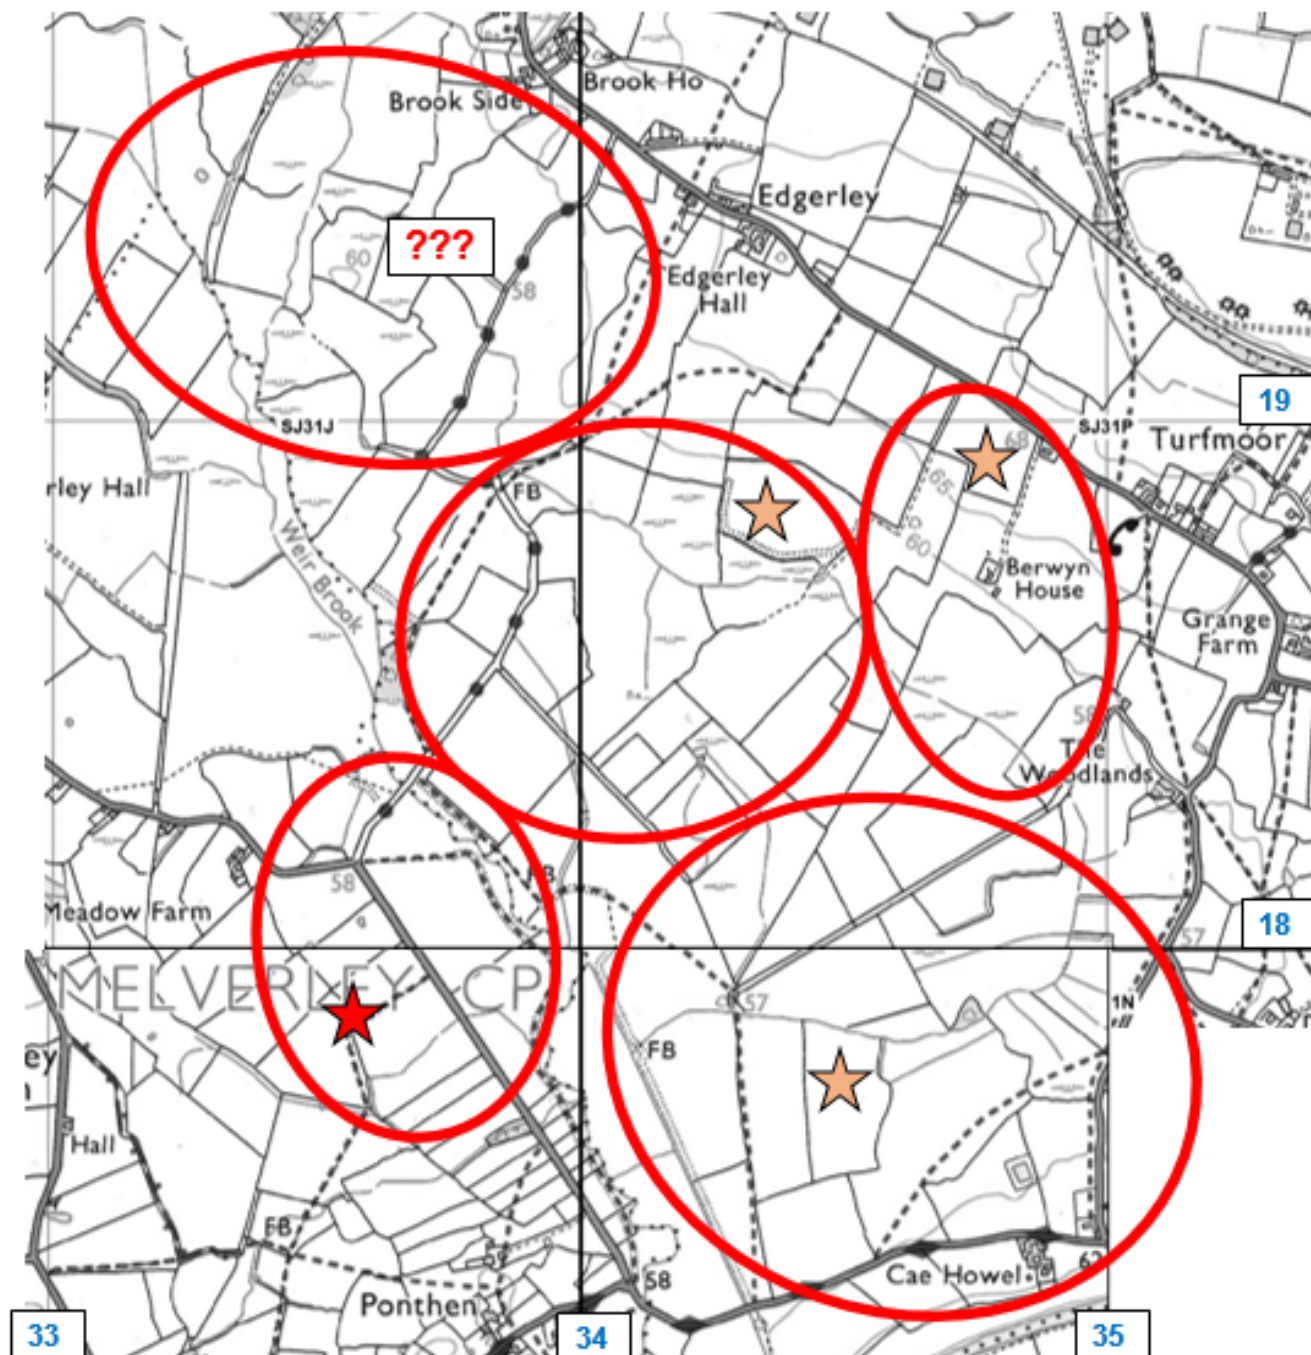 Brook Ho
Brook Side
Edgerley
???
60
58
Edgerley
Hall
19
SJ31J
SJ31P
Turfmoor
68
rley Hall
FB
65
60
Weir Brook
Berwyn
House
Grange
Farm
58
The
Woodlands
58
FB
Meadow Farm
18
57
MELVERLEY CP
57
1N
FB
ey
Hall
FB
Cae Howel
63
58
Ponthen
33
34
35